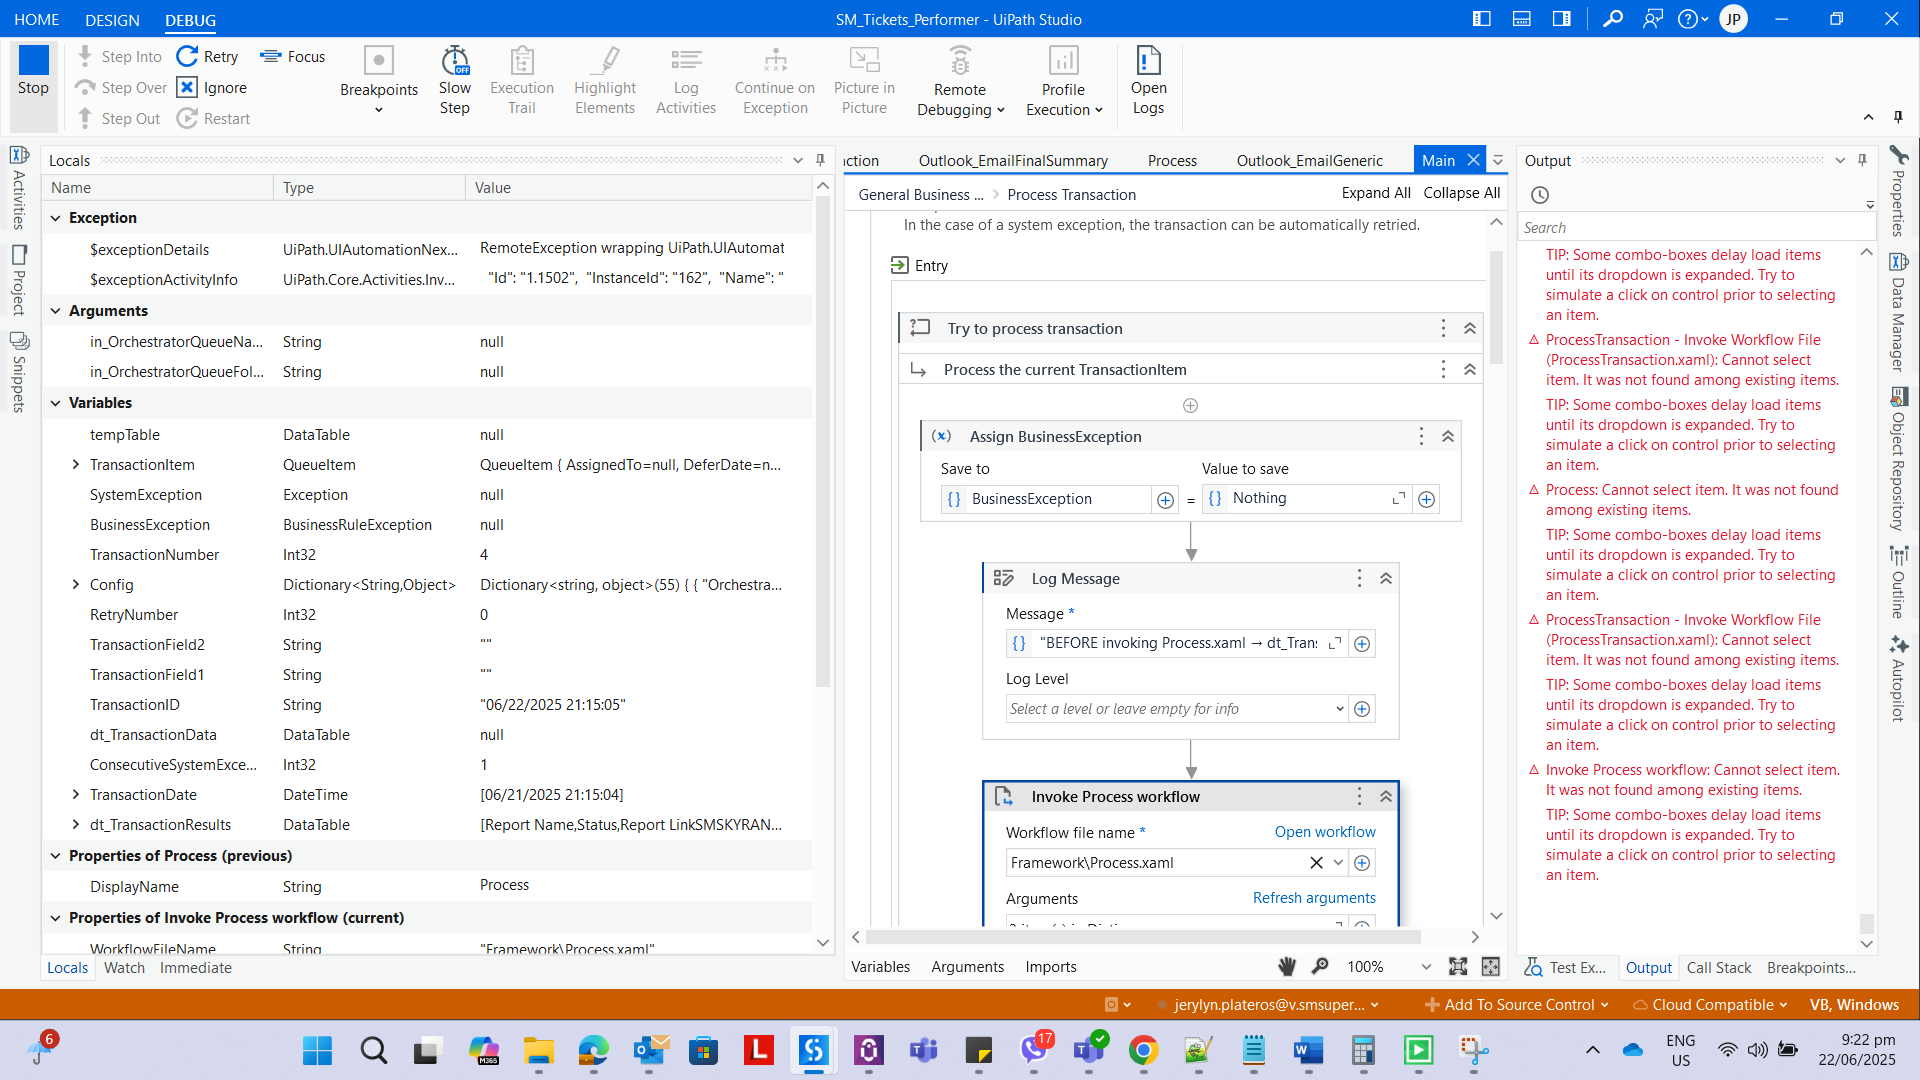 HOME DESIGN DEBUG
SM_Tickets_Performer - UiPath Studio
JP
Stop
Step Into
Step Over
Step Out
Retry
Ignore
Restart
Focus
Breakpoints
Slow Step
Execution Trail
Highlight Elements
Log Activities
Continue on Exception
Picture in Picture
Remote Debugging
Profile Execution
Open Logs
Activities
Project
Snippets
Locals
Name Type Value
Exception
$exceptionDetails UiPath.UIAutomationNex... RemoteException wrapping UiPath.UIAutomat
$exceptionActivityInfo UiPath.Core.Activities.Inv... "Id": "1.1502", "InstanceId": "162", "Name": "
Arguments
in_OrchestratorQueueNa... String null
in_OrchestratorQueueFol... String null
Variables
tempTable DataTable null
TransactionItem QueueItem QueueItem { AssignedTo=null, DeferDate=n...
SystemException Exception null
BusinessException BusinessRuleException null
TransactionNumber Int32 4
Config Dictionary<String,Object> Dictionary<string, object>(55) { { "Orchestra...
RetryNumber Int32 0
TransactionField2 String ""
TransactionField1 String ""
TransactionID String "06/22/2025 21:15:05"
dt_TransactionData DataTable null
ConsecutiveSystemExce... Int32 1
TransactionDate DateTime [06/21/2025 21:15:04]
dt_TransactionResults DataTable [Report Name,Status,Report LinkSMSKYRAN...
Properties of Process (previous)
DisplayName String Process
Properties of Invoke Process workflow (current)
WorkflowFileName String "Framework\Process.xaml"
Locals Watch Immediate
ction Outlook_EmailFinalSummary Process Outlook_EmailGeneric Main
General Business ... Process Transaction
Expand All Collapse All
In the case of a system exception, the transaction can be automatically retried.
Entry
Try to process transaction
Process the current TransactionItem
(x) Assign BusinessException
Save to Value to save
{} BusinessException = {} Nothing
Log Message
Message *
{} "BEFORE invoking Process.xaml → dt_Trans
Log Level
Select a level or leave empty for info
Invoke Process workflow
Workflow file name * Open workflow
Framework\Process.xaml
Arguments Refresh arguments
Variables Arguments Imports
100%
Output
Search
TIP: Some combo-boxes delay load items
until its dropdown is expanded. Try to
simulate a click on control prior to selecting
an item.
ProcessTransaction - Invoke Workflow File
(ProcessTransaction.xaml): Cannot select
item. It was not found among existing items.
TIP: Some combo-boxes delay load items
until its dropdown is expanded. Try to
simulate a click on control prior to selecting
an item.
Process: Cannot select item. It was not found
among existing items.
TIP: Some combo-boxes delay load items
until its dropdown is expanded. Try to
simulate a click on control prior to selecting
an item.
ProcessTransaction - Invoke Workflow File
(ProcessTransaction.xaml): Cannot select
item. It was not found among existing items.
TIP: Some combo-boxes delay load items
until its dropdown is expanded. Try to
simulate a click on control prior to selecting
an item.
Invoke Process workflow: Cannot select item.
It was not found among existing items.
TIP: Some combo-boxes delay load items
until its dropdown is expanded. Try to
simulate a click on control prior to selecting
an item.
Test Ex... Output Call Stack Breakpoints...
Properties
Data Manager
Object Repository
Outline
Autopilot
jerylyn.plateros@v.smsuper...
Add To Source Control
Cloud Compatible
VB, Windows
6
M365
17
ENG
US
9:22 pm
22/06/2025